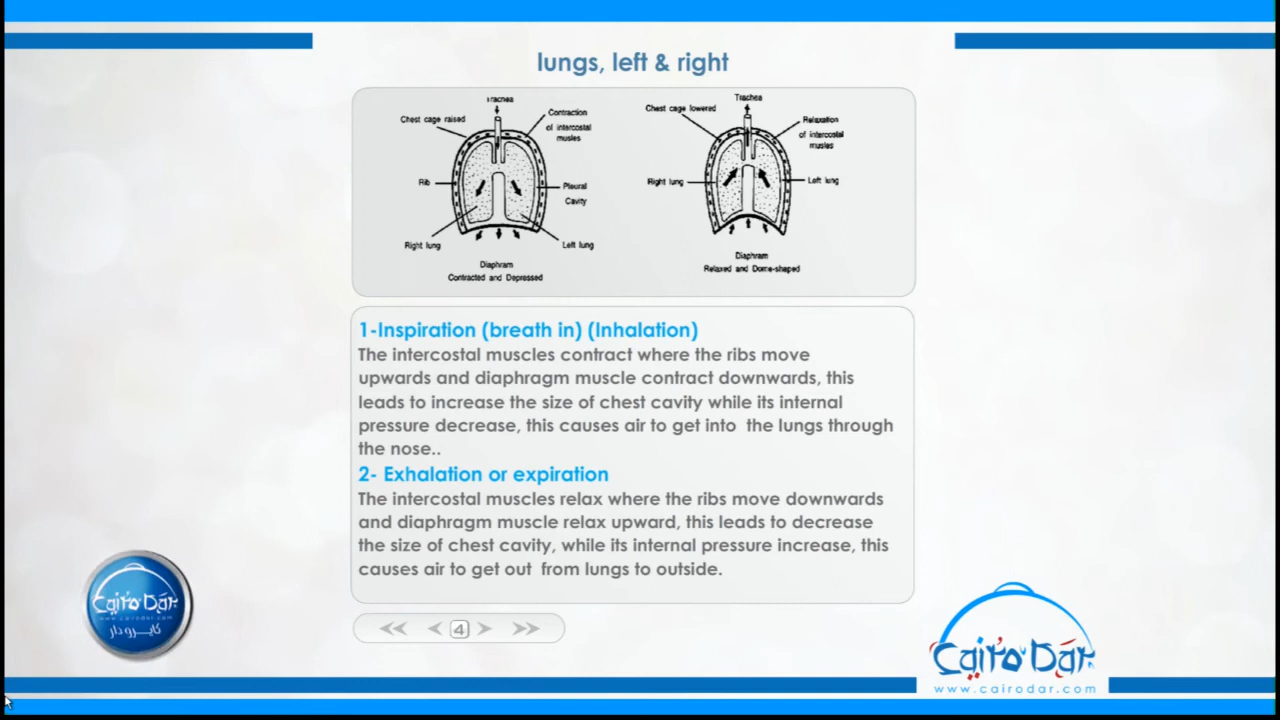 lungs, left & right
Trachea
Contraction
Chest cage raised
of intercostal
musles
Rib
Pleural
Cavity
Right lung
Left lung
Diaphram
Contracted and Depressed
Trachea
Chest cage lowered
Relaxation
of intercostal
musles
Right lung
Left lung
Diaphram
Relaxed and Dome-shaped
1-Inspiration (breath in) (Inhalation)
The intercostal muscles contract where the ribs move
upwards and diaphragm muscle contract downwards, this
leads to increase the size of chest cavity while its internal
pressure decrease, this causes air to get into the lungs through
the nose..
2- Exhalation or expiration
The intercostal muscles relax where the ribs move downwards
and diaphragm muscle relax upward, this leads to decrease
the size of chest cavity, while its internal pressure increase, this
causes air to get out from lungs to outside.
4
Cairo Dar
www.cairodar.com
كايرو دار
Cairo Dar
www.cairodar.com